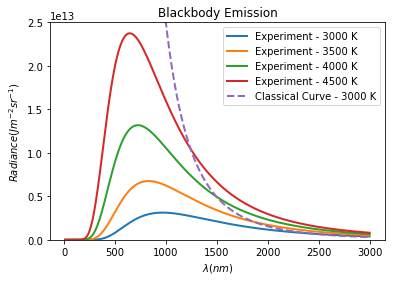 Blackbody Emission
1e13
Experiment - 3000 K
Experiment - 3500 K
Experiment - 4000 K
Experiment - 4500 K
Classical Curve - 3000 K
Radiance(J/m⁻²sr⁻¹)
2.5
2.0
1.5
1.0
0.5
0.0
0 500 1000 1500 2000 2500 3000
λ(nm)